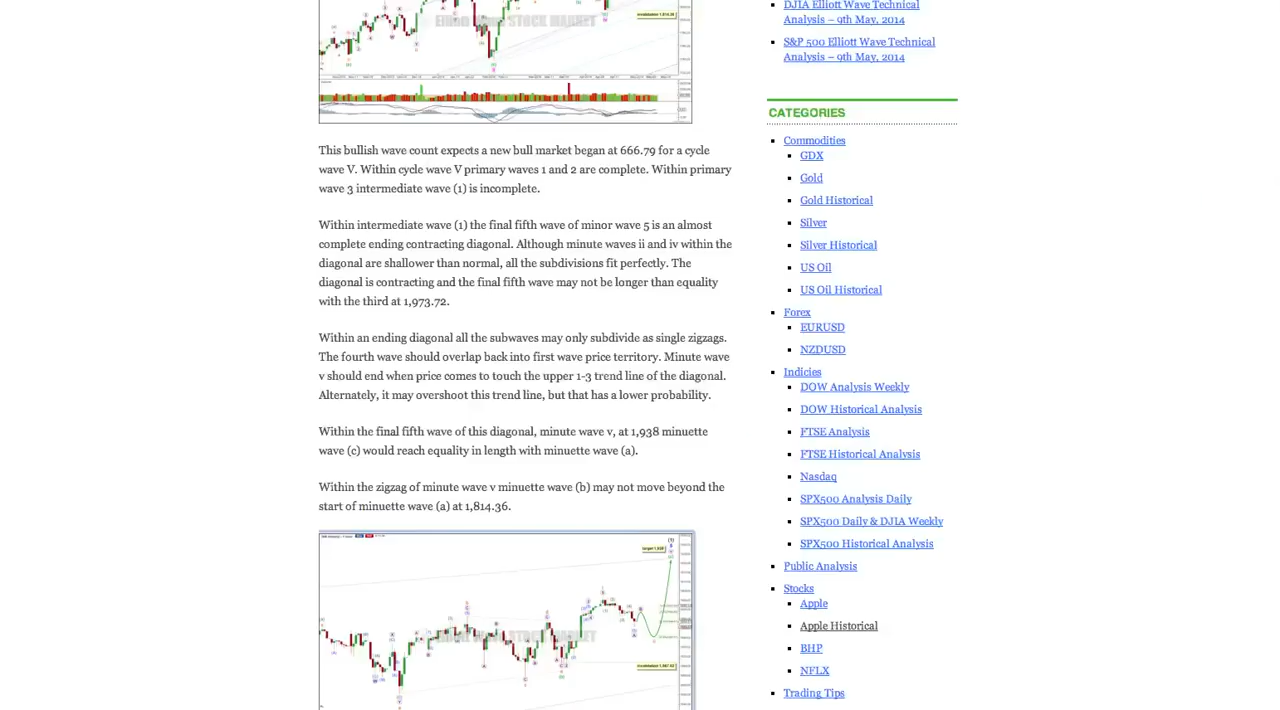 ELLIOTT WAVE STOCK MARKET
This bullish wave count expects a new bull market began at 666.79 for a cycle
wave V. Within cycle wave V primary waves 1 and 2 are complete. Within primary
wave 3 intermediate wave (1) is incomplete.
Within intermediate wave (1) the final fifth wave of minor wave 5 is an almost
complete ending contracting diagonal. Although minute waves ii and iv within the
diagonal are shallower than normal, all the subdivisions fit perfectly. The
diagonal is contracting and the final fifth wave may not be longer than equality
with the third at 1,973.72.
Within an ending diagonal all the subwaves may only subdivide as single zigzags.
The fourth wave should overlap back into first wave price territory. Minute wave
v should end when price comes to touch the upper 1-3 trend line of the diagonal.
Alternately, it may overshoot this trend line, but that has a lower probability.
Within the final fifth wave of this diagonal, minute wave v, at 1,938 minuette
wave (c) would reach equality in length with minuette wave (a).
Within the zigzag of minute wave v minuette wave (b) may not move beyond the
start of minuette wave (a) at 1,814.36.
DJIA Elliott Wave Technical
Analysis – 9th May, 2014
S&P 500 Elliott Wave Technical
Analysis – 9th May, 2014
CATEGORIES
Commodities
GDX
Gold
Gold Historical
Silver
Silver Historical
US Oil
US Oil Historical
Forex
EURUSD
NZDUSD
Indicies
DOW Analysis Weekly
DOW Historical Analysis
FTSE Analysis
FTSE Historical Analysis
Nasdaq
SPX500 Analysis Daily
SPX500 Daily & DJIA Weekly
SPX500 Historical Analysis
Public Analysis
Stocks
Apple
Apple Historical
BHP
NFLX
Trading Tips